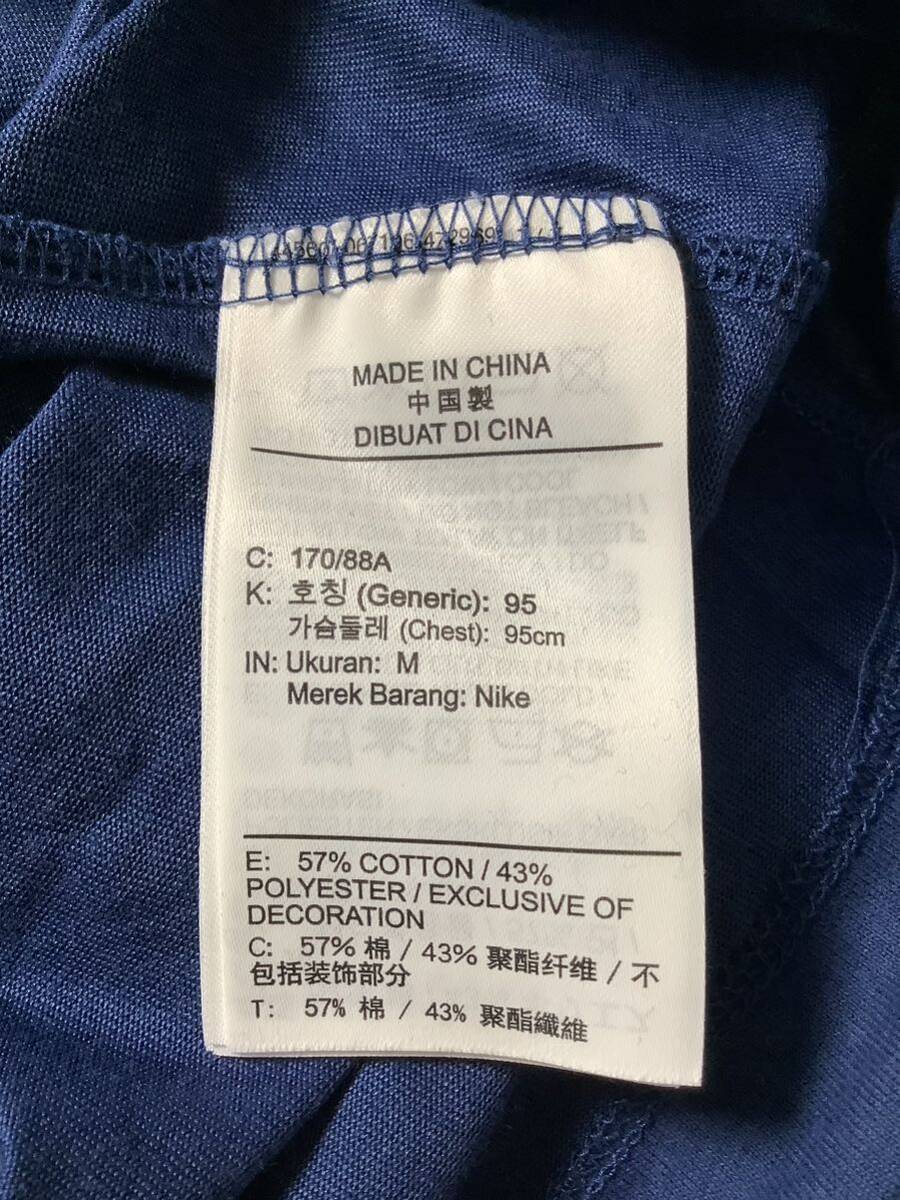 MADE IN CHINA
中国製
DIBUAT DI CINA
C: 170/88A
K: 호칭 (Generic): 95
가슴둘레 (Chest): 95cm
IN: Ukuran: M
Merek Barang: Nike
E: 57% COTTON / 43%
POLYESTER / EXCLUSIVE OF
DECORATION
C: 57% 棉 / 43% 聚酯纤维 / 不
包括装饰部分
T: 57% 棉 / 43% 聚酯纖維